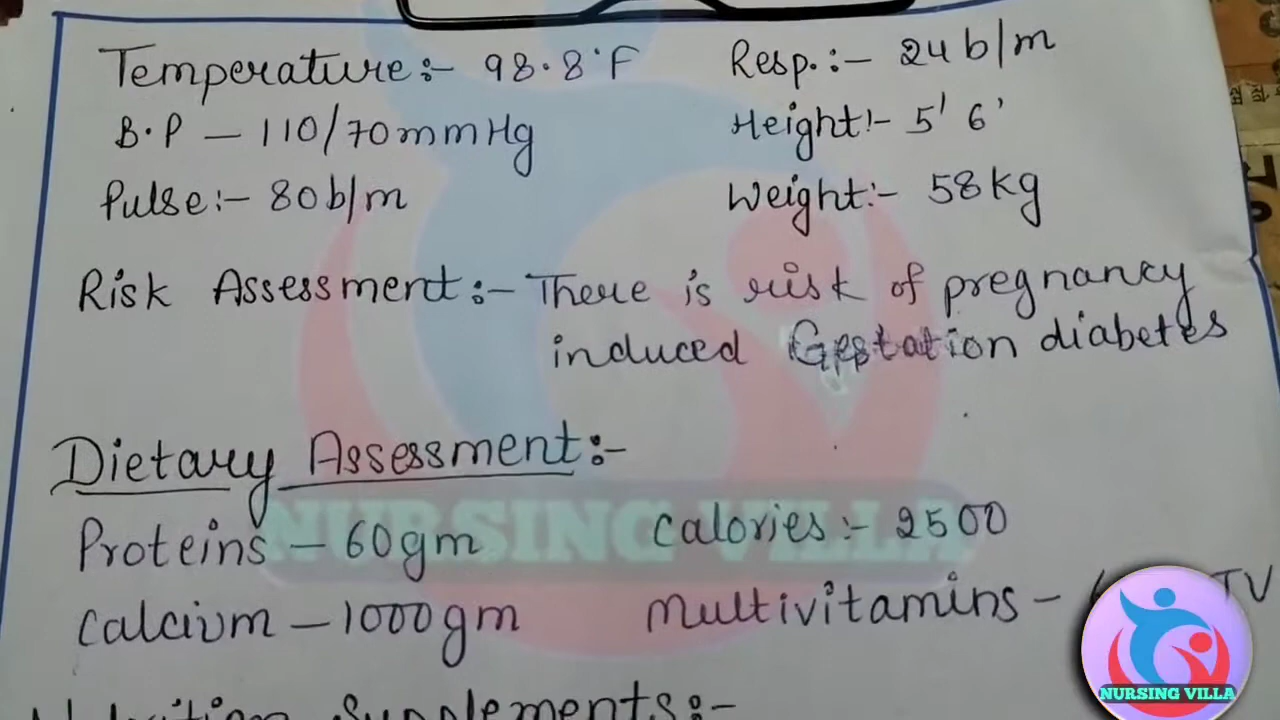 Temperature:- 98.8°F
Resp.:- 24 b/m
B.P – 110/70mmHg
Height:- 5' 6'
Pulse:- 80b/m
Weight:- 58kg
Risk Assessment:- There is risk of pregnancy
induced Gestation diabetes
Dietary Assessment:-
Proteins – 60gm
Calories:- 2500
Calcium – 1000gm
Multivitamins –
Supplements:-
NURSING VILLA
NURSING VILLA